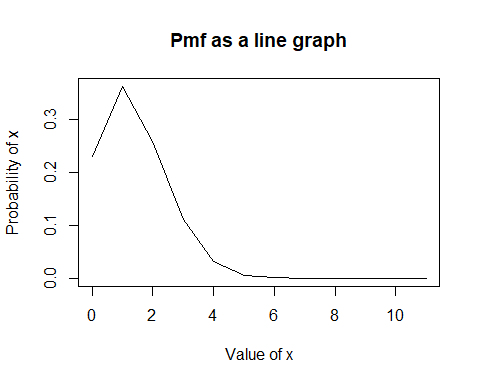 Pmf as a line graph
Probability of x
0.3
0.2
0.1
0.0
0 2 4 6 8 10
Value of x